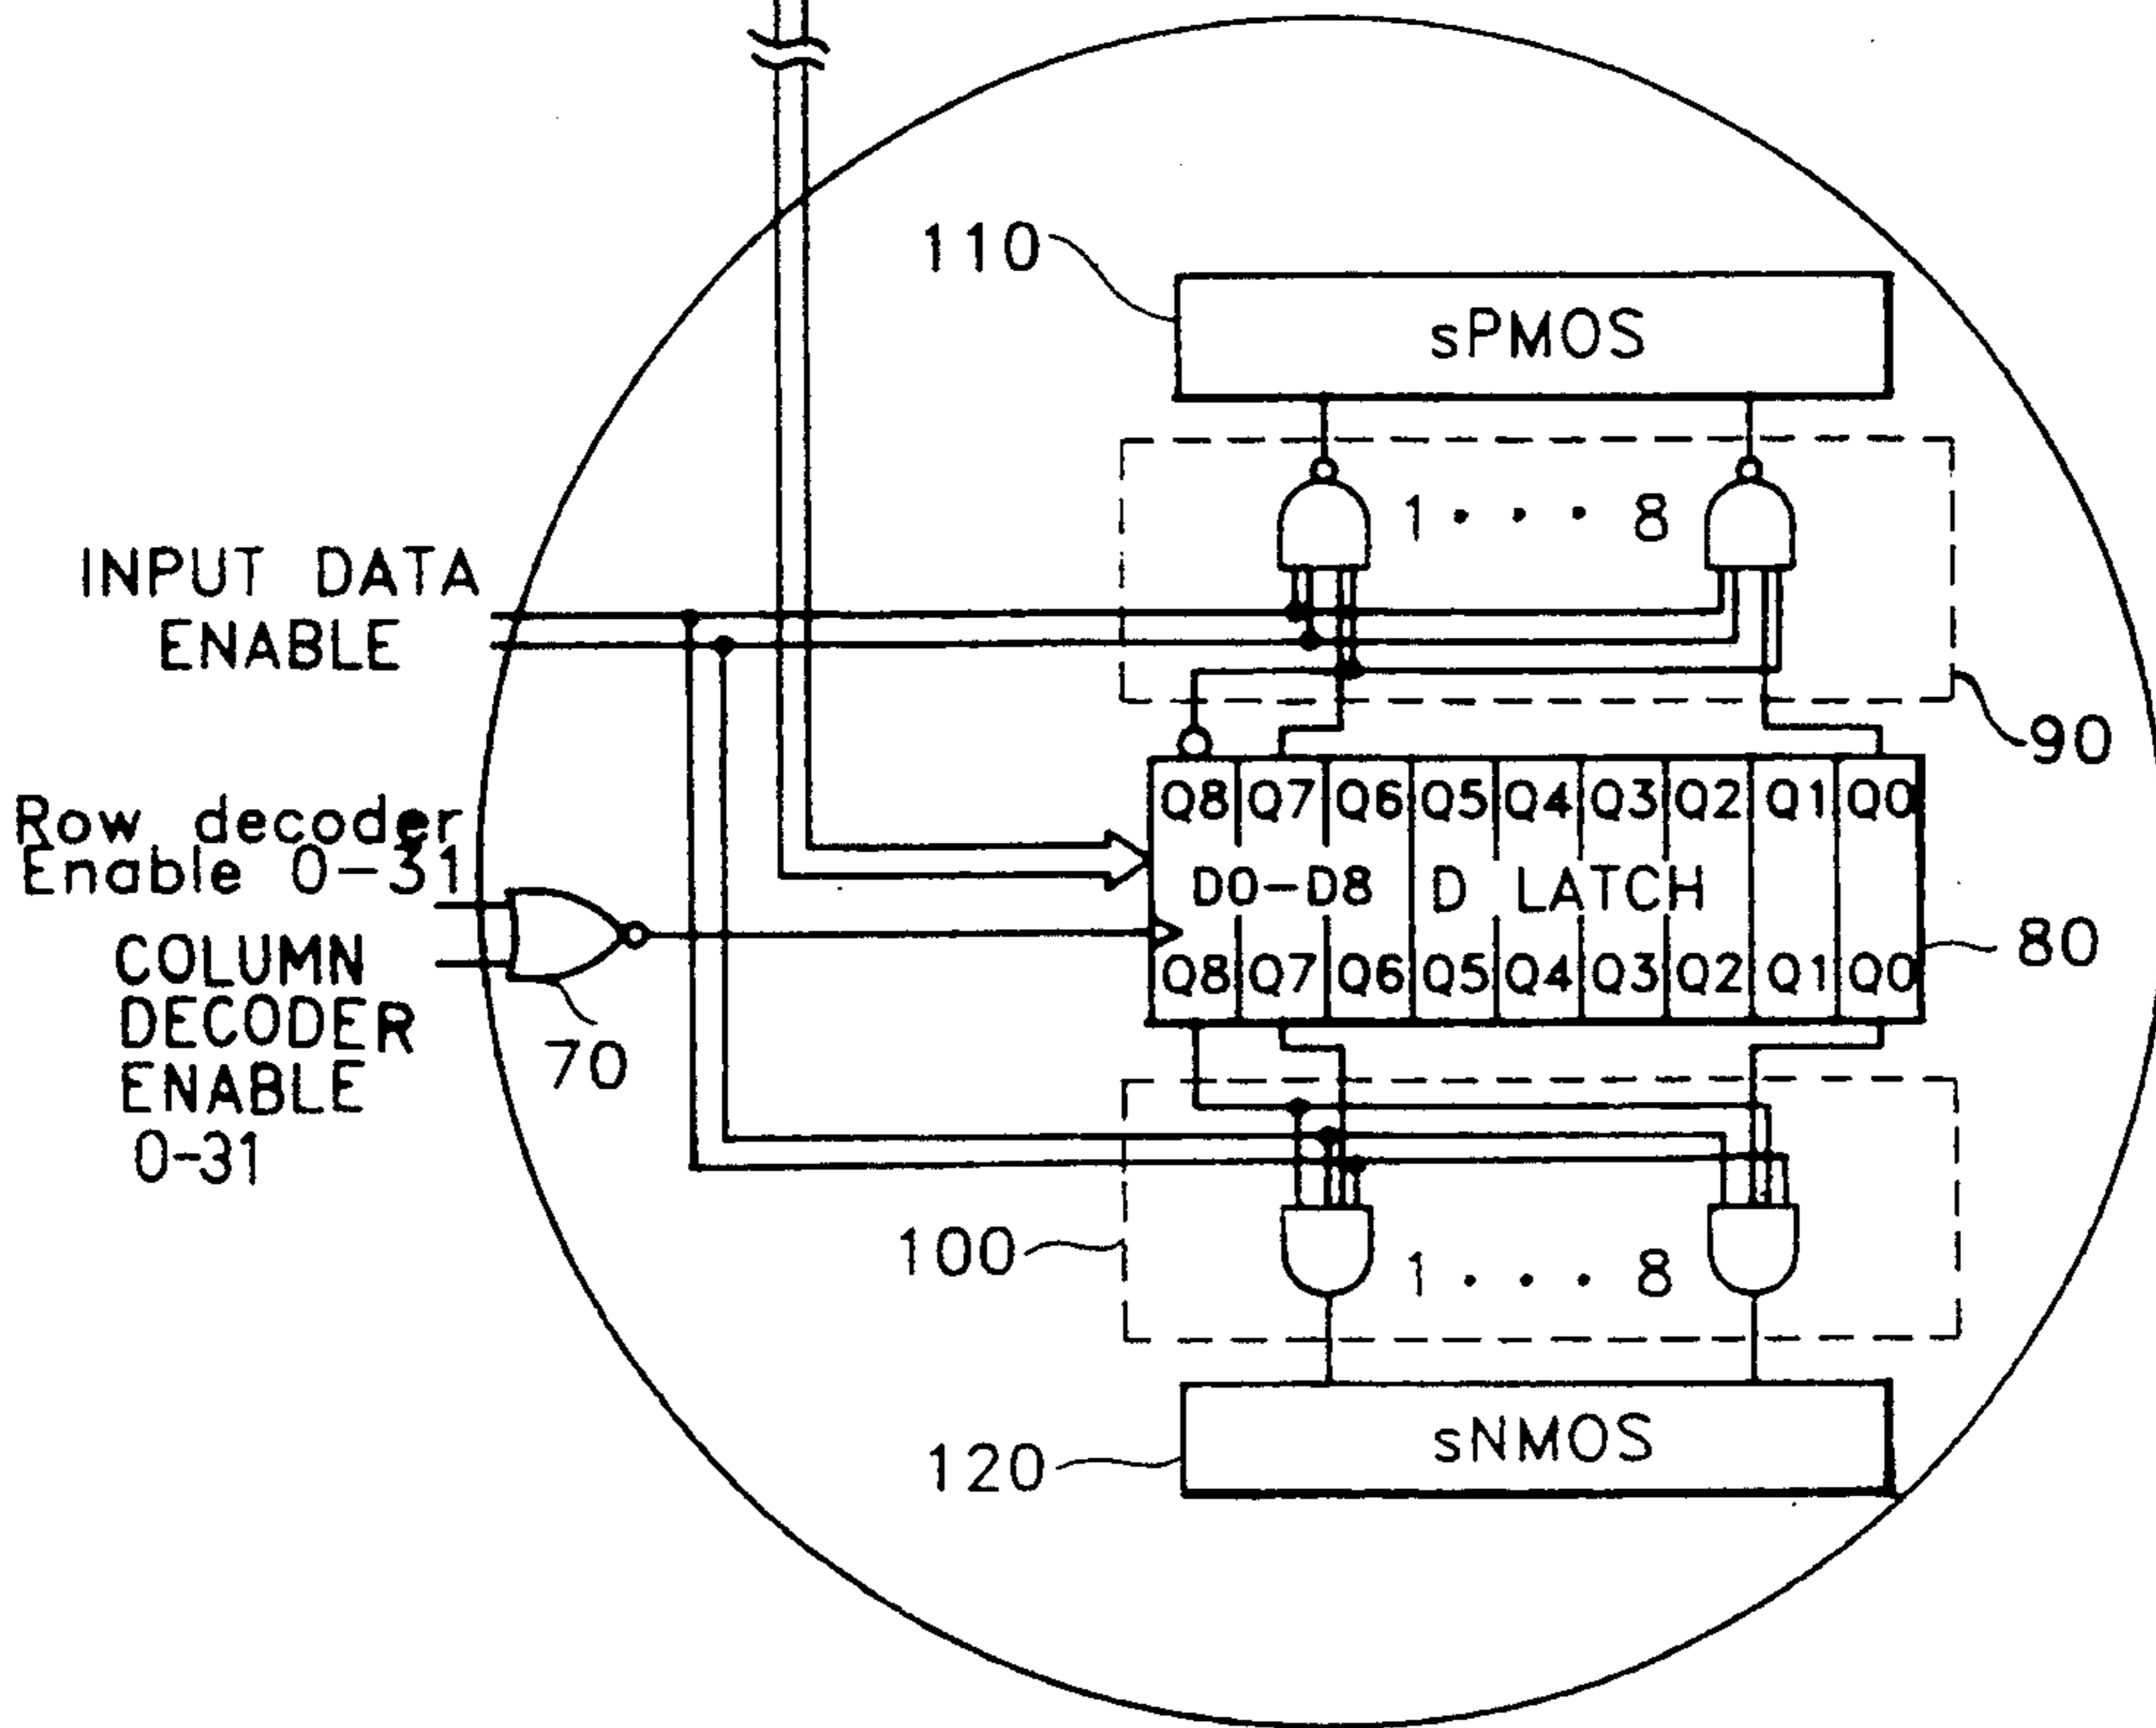 110
sPMOS
1 . . . 8
INPUT DATA
ENABLE
90
Row decoder
Enable 0-31
Q8 Q7 Q6 Q5 Q4 Q3 Q2 Q1 Q0
D0-D8 D LATCH
Q8 Q7 Q6 Q5 Q4 Q3 Q2 Q1 Q0
80
COLUMN
DECODER
ENABLE
0-31
70
100
1 . . . 8
120
sNMOS